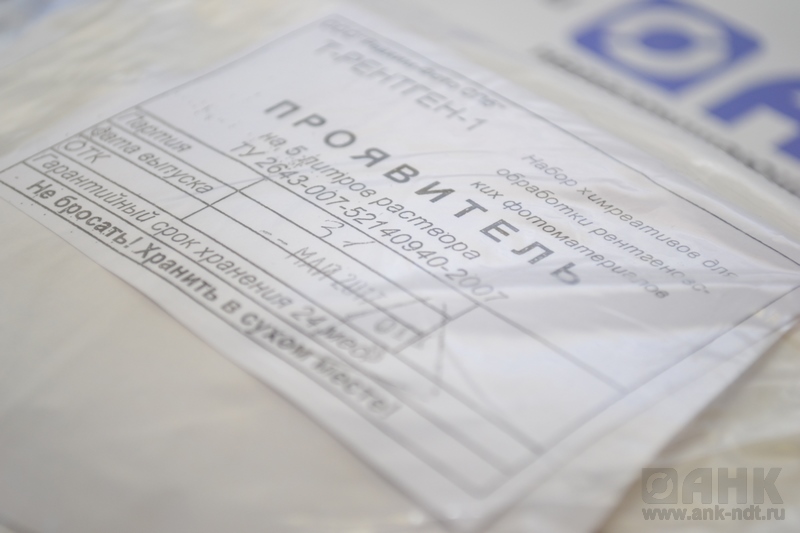 Т-РЕНТГЕН-1
Набор химреактивов для
обработки рентгеновс-
ких фотоматериалов
ПРОЯВИТЕЛЬ
на 5 литров раствора
ТУ 2643-007-52140940-2007
Партия 31
Дата выпуска МАЙ
ОТК
Гарантийный срок хранения 24 мес
Не бросать! Хранить в сухом месте!
АНК
www.ank-ndt.ru